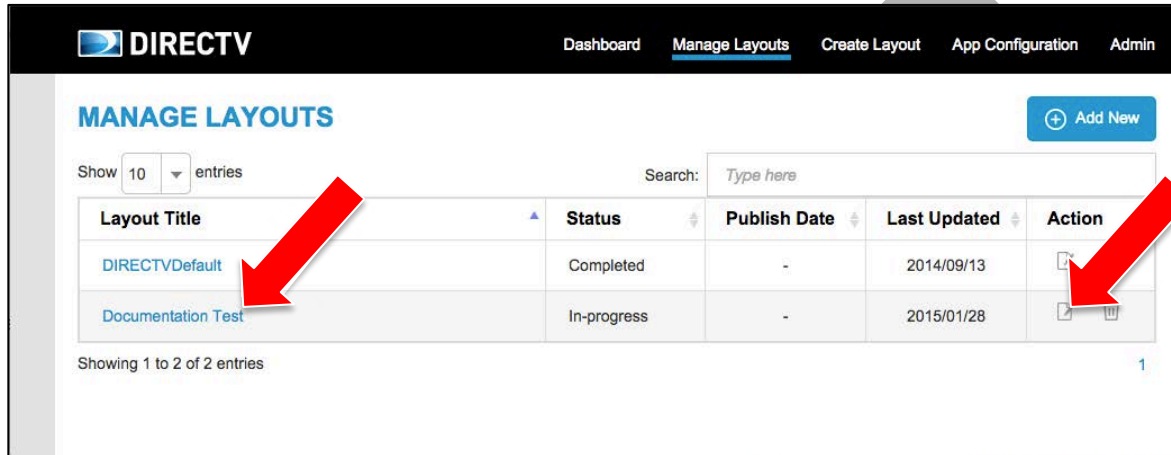 DIRECTV
Dashboard Manage Layouts Create Layout App Configuration Admin
MANAGE LAYOUTS
Add New
Show 10 entries
Search: Type here
Layout Title Status Publish Date Last Updated Action
DIRECTVDefault Completed - 2014/09/13
Documentation Test In-progress - 2015/01/28
Showing 1 to 2 of 2 entries
1